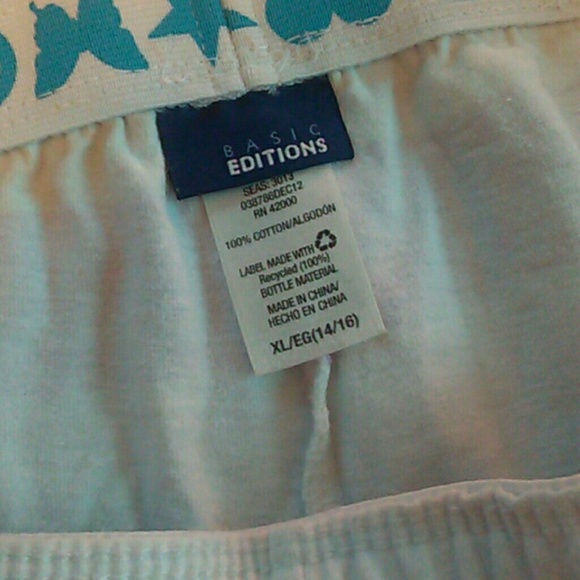 BASIC
EDITIONS
SEAS: 3013
038786DEC12
RN 42000
100% COTTON/ALGODÓN
LABEL MADE WITH
Recycled (100%)
BOTTLE MATERIAL
MADE IN CHINA/
HECHO EN CHINA
XL/EG(14/16)